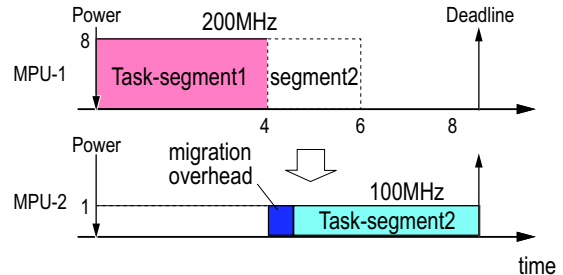 Power
200MHz
Deadline
8
MPU-1
Task-segment1
segment2
4
6
8
Power
migration
overhead
100MHz
MPU-2
1
Task-segment2
time